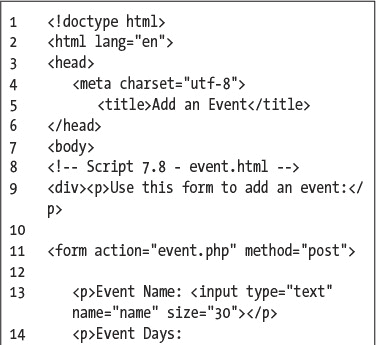 1 <!doctype html>
2 <html lang="en">
3 <head>
4 <meta charset="utf-8">
5 <title>Add an Event</title>
6 </head>
7 <body>
8 <!-- Script 7.8 - event.html -->
9 <div><p>Use this form to add an event:</
p>
10
11 <form action="event.php" method="post">
12
13 <p>Event Name: <input type="text"
name="name" size="30"></p>
14 <p>Event Days: